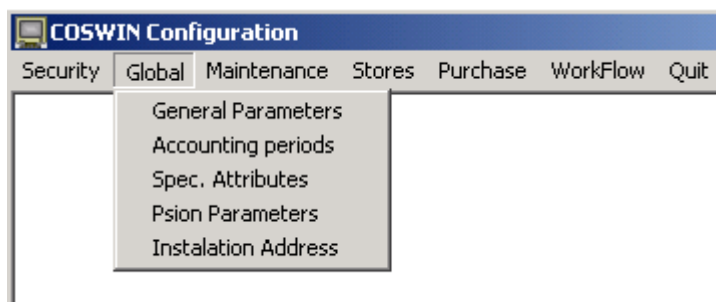 COSWIN Configuration
Security Global Maintenance Stores Purchase WorkFlow Quit
General Parameters
Accounting periods
Spec. Attributes
Psion Parameters
Instalation Address